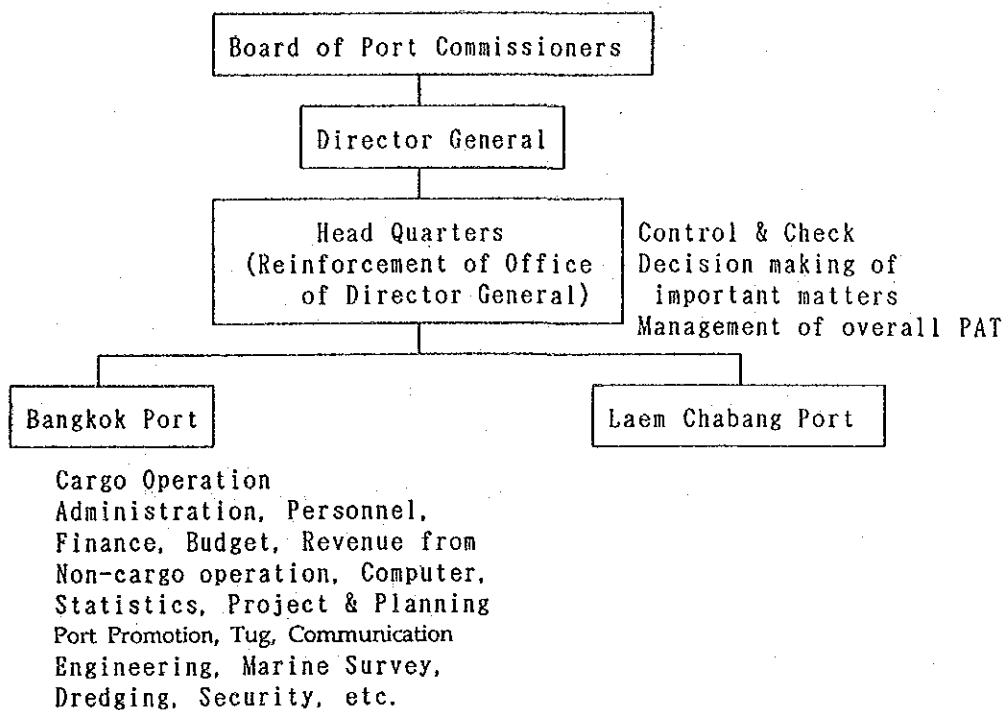 Board of Port Commissioners
Director General
Head Quarters
(Reinforcement of Office
of Director General)
Control & Check
Decision making of
important matters
Management of overall PAT
Bangkok Port
Laem Chabang Port
Cargo Operation
Administration, Personnel,
Finance, Budget, Revenue from
Non-cargo operation, Computer,
Statistics, Project & Planning
Port Promotion, Tug, Communication
Engineering, Marine Survey,
Dredging, Security, etc.